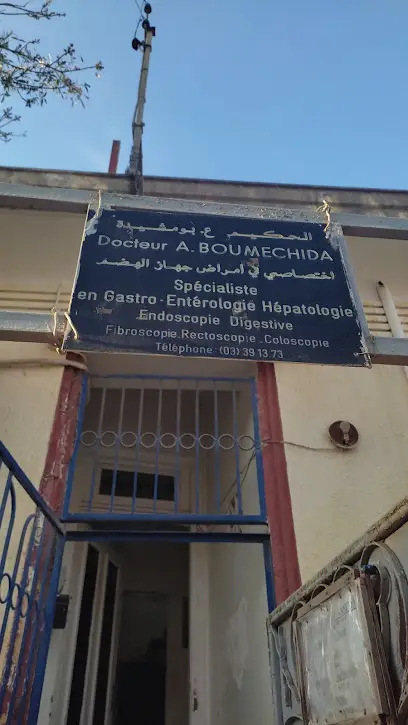 الحكيم ع. بومشيدة
Docteur A. BOUMECHIDA
إختصاصي في أمراض جهاز الهضم
Spécialiste
en Gastro-Entérologie Hépatologie
Endoscopie Digestive
Fibroscopie.Rectoscopie.Coloscopie
Téléphone: (03) 39.13.73